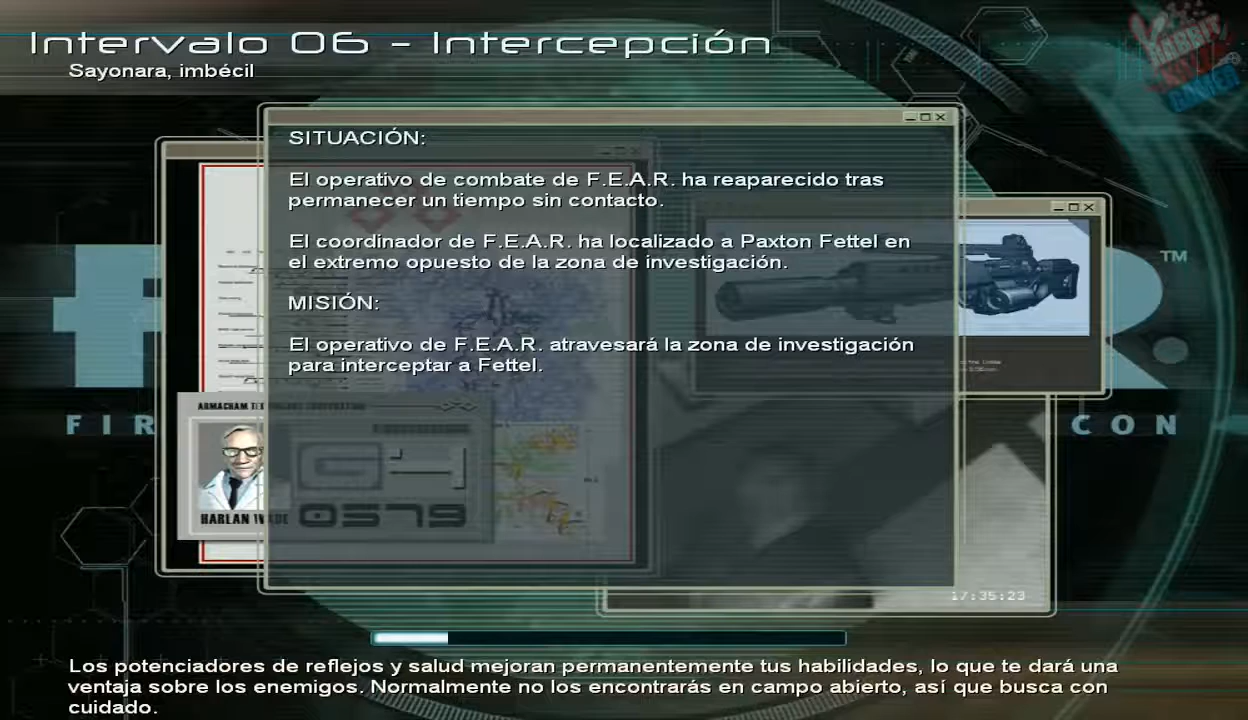 Intervalo 06 - Intercepción
Sayonara, imbécil
SITUACIÓN:
El operativo de combate de F.E.A.R. ha reaparecido tras
permanecer un tiempo sin contacto.
El coordinador de F.E.A.R. ha localizado a Paxton Fettel en
el extremo opuesto de la zona de investigación.
MISIÓN:
El operativo de F.E.A.R. atravesará la zona de investigación
para interceptar a Fettel.
TM
FIR
CON
HARLAN WADE
G4
0579
17:35:23
Los potenciadores de reflejos y salud mejoran permanentemente tus habilidades, lo que te dará una
ventaja sobre los enemigos. Normalmente no los encontrarás en campo abierto, así que busca con
cuidado.